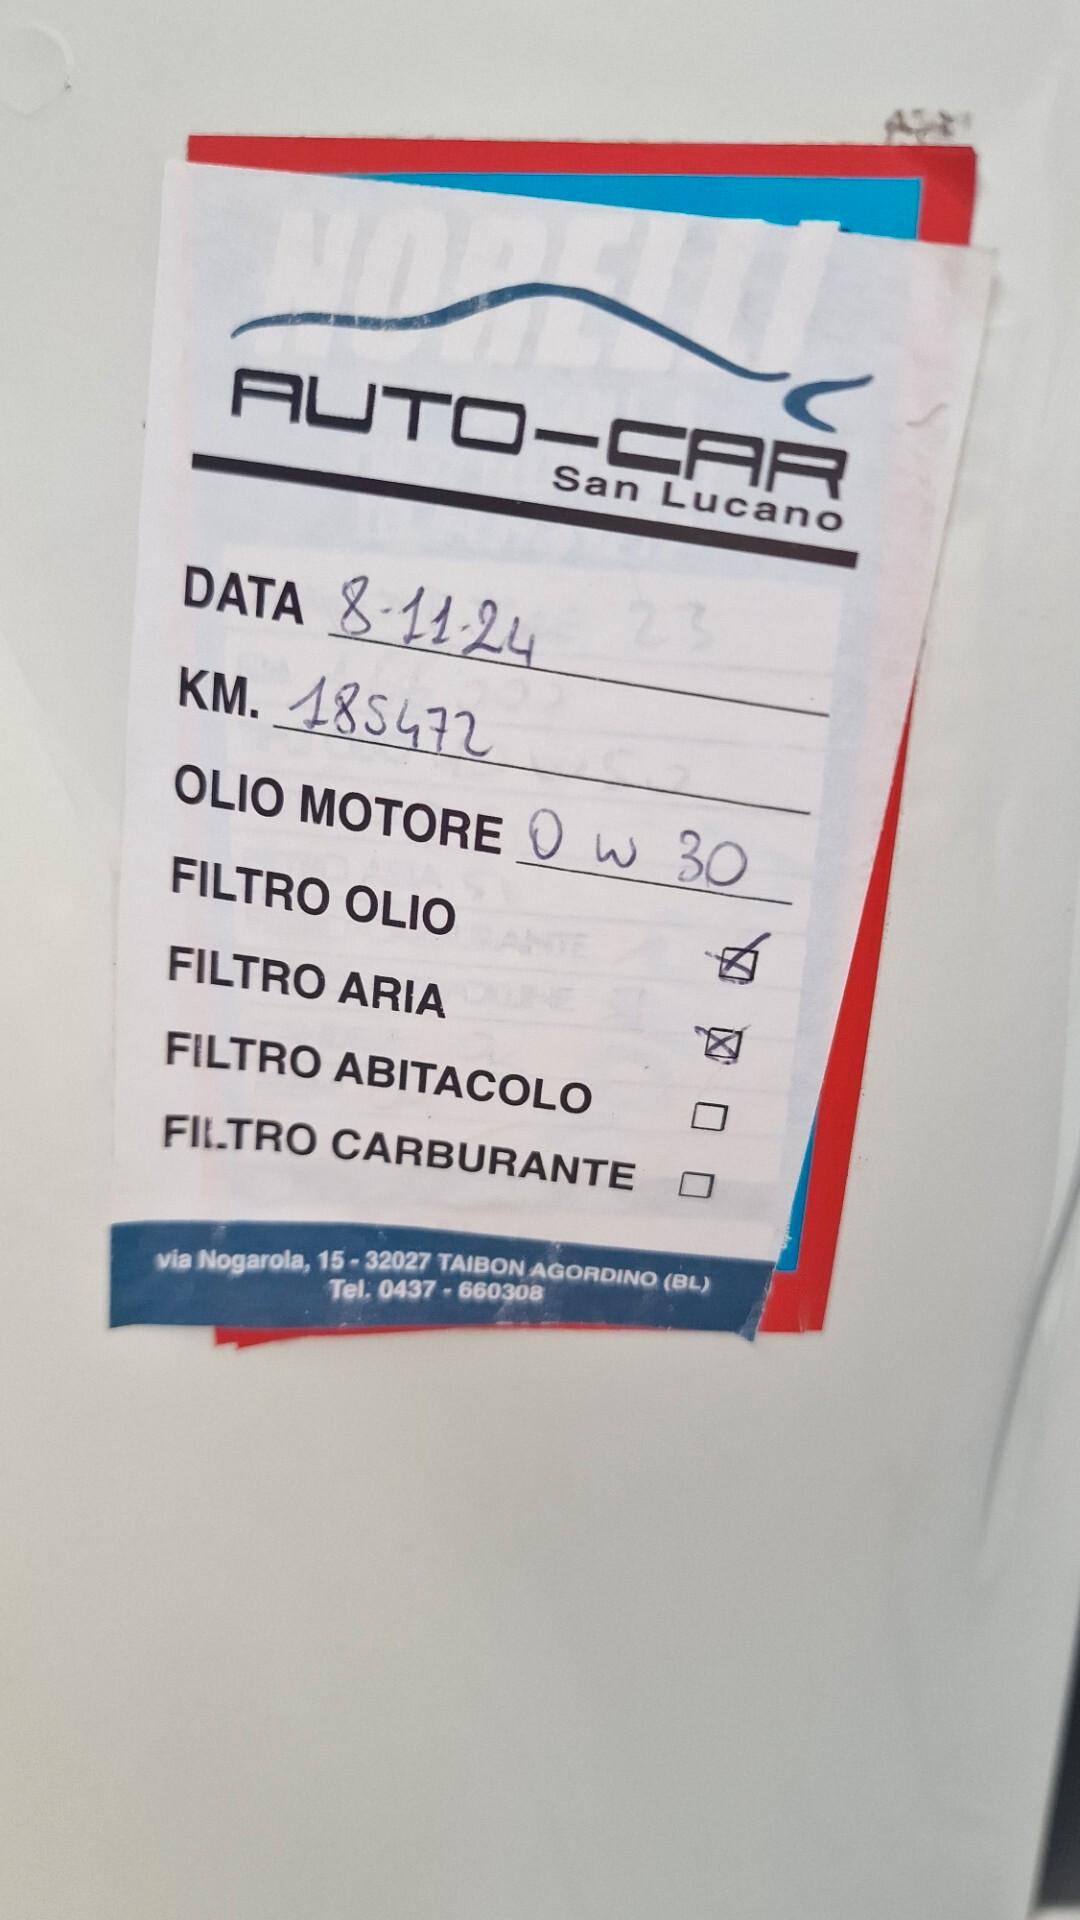 NORELLI
AUTO-CAR
San Lucano
DATA 8-11-24
KM. 185472
OLIO MOTORE 0 W 30
FILTRO OLIO
FILTRO ARIA
FILTRO ABITACOLO
FILTRO CARBURANTE
via Nogarola, 15 - 32027 TAIBON AGORDINO (BL)
Tel. 0437 - 660308